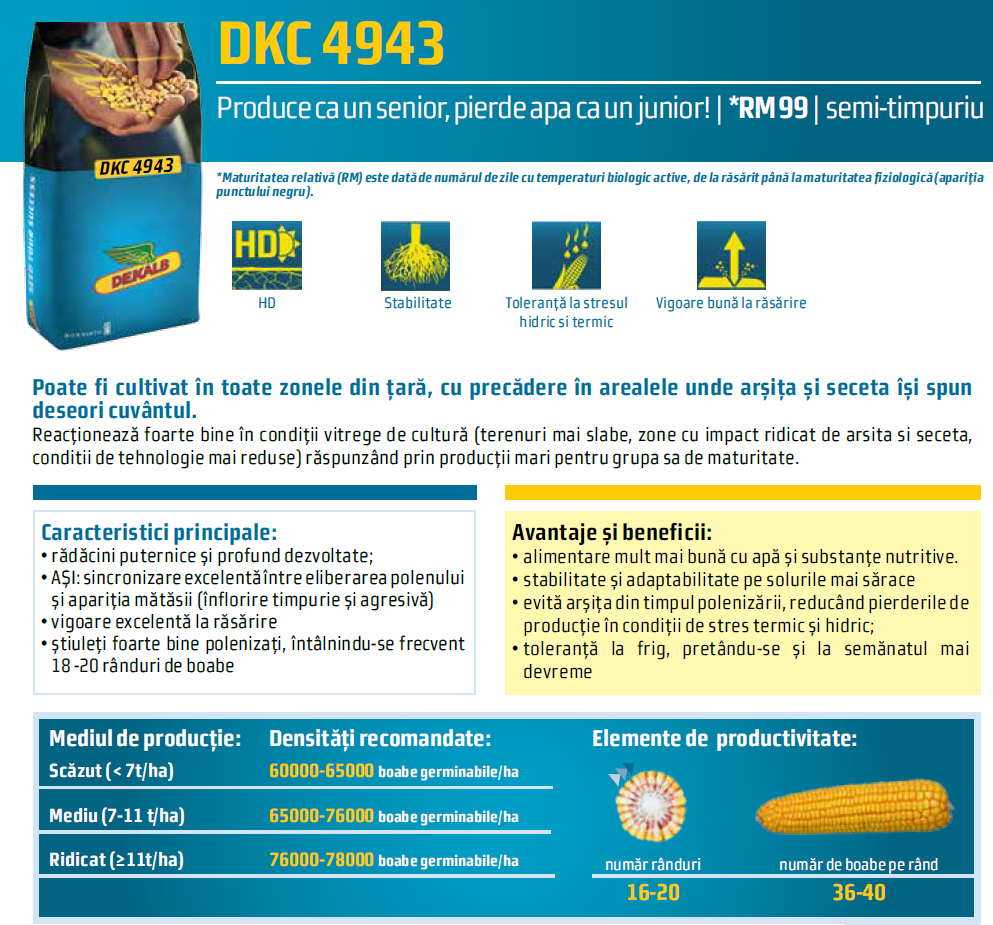 DKC 4943
Produce ca un senior, pierde apa ca un junior! | *RM 99 | semi-timpuriu
DKC 4943
SEED YOUR SUCCESS
DEKALB
MONSANTO
*Maturitatea relativă (RM) este dată de numărul de zile cu temperaturi biologic active, de la răsărit până la maturitatea fiziologică (apariția
punctului negru).
HD
HD
Stabilitate
Toleranță la stresul
hidric si termic
Vigoare bună la răsărire
Poate fi cultivat în toate zonele din țară, cu precădere în arealele unde arșița și seceta își spun
deseori cuvântul.
Reacționează foarte bine în condiții vitrege de cultură (terenuri mai slabe, zone cu impact ridicat de arsita si seceta,
conditii de tehnologie mai reduse) răspunzând prin producții mari pentru grupa sa de maturitate.
Caracteristici principale:
• rădăcini puternice și profund dezvoltate;
• AȘI: sincronizare excelentă între eliberarea polenului
și apariția mătăsii (înflorire timpurie și agresivă)
• vigoare excelentă la răsărire
• știuleți foarte bine polenizați, întâlnindu-se frecvent
18 -20 rânduri de boabe
Avantaje și beneficii:
• alimentare mult mai bună cu apă și substanțe nutritive.
• stabilitate și adaptabilitate pe solurile mai sărace
• evită arșița din timpul polenizării, reducând pierderile de
producție în condiții de stres termic și hidric;
• toleranță la frig, pretându-se și la semănatul mai
devreme
Mediul de producție: Densități recomandate:
Scăzut (< 7t/ha) 60000-65000 boabe germinabile/ha
Mediu (7-11 t/ha) 65000-76000 boabe germinabile/ha
Ridicat (≥11t/ha) 76000-78000 boabe germinabile/ha
Elemente de productivitate:
număr rânduri
16-20
număr de boabe pe rând
36-40